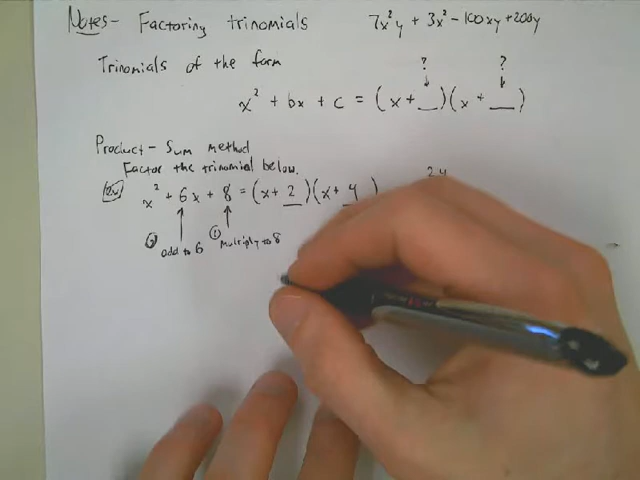 Notes- Factoring trinomials
7x²y + 3x² - 100xy + 200y
Trinomials of the form
? ?
x² + bx + c = (x + __)(x + __)
Product - Sum method
Factor the trinomial below.
x² + 6x + 8 = (x + 2)(x + 4)
② add to 6 ① Multiply to 8